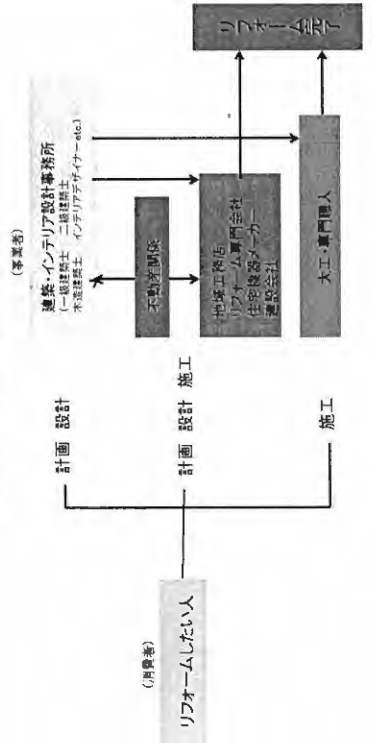 (消費者)
リフォームしたい人
計画 設計
計画 設計 施工
施工
(事業者)
建築・インテリア設計事務所
(一級建築士 二級建築士
木造建築士 インテリアデザイナーetc.)
不動産関係
地域工務店
リフォーム専門会社
住宅機器メーカー
建設会社
大工・専門職人
リフォーム完了